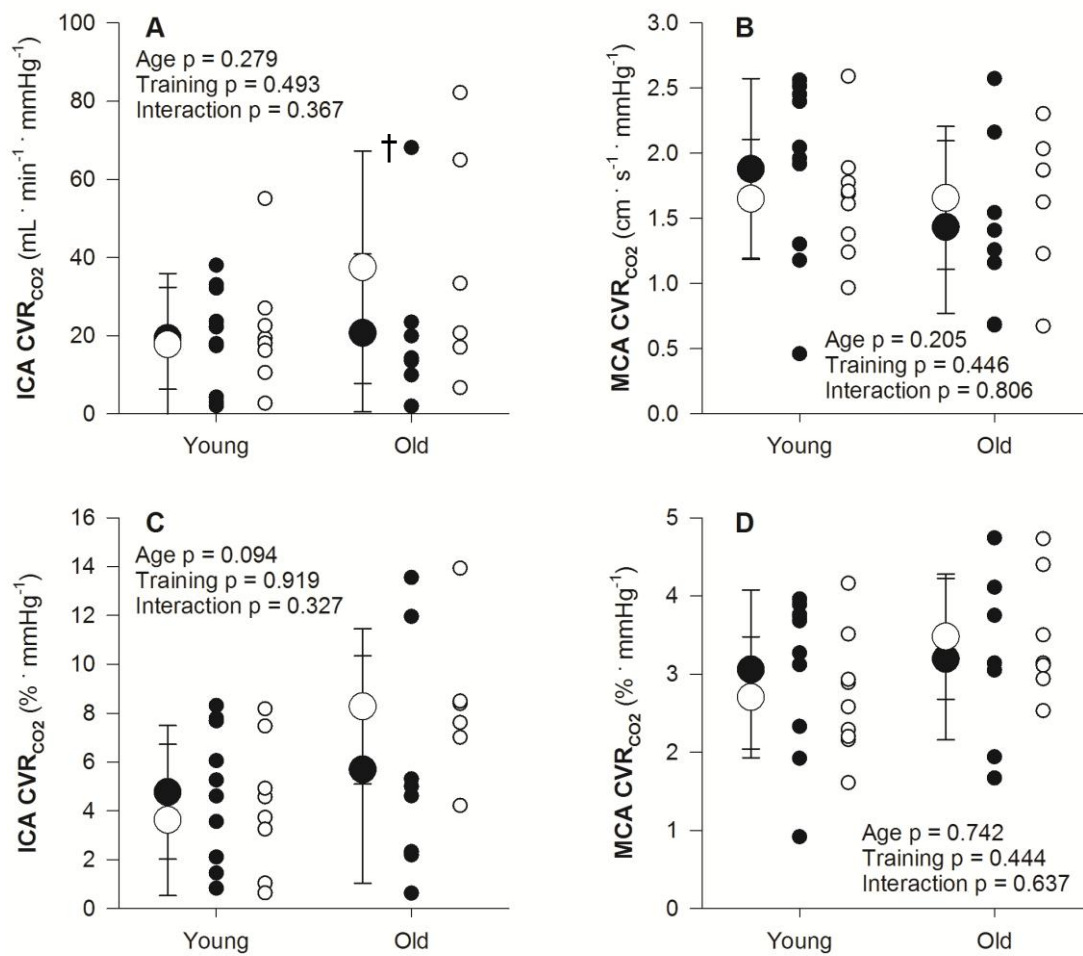 A
Age p = 0.279
Training p = 0.493
Interaction p = 0.367
†
ICA CVR_CO2 (mL · min⁻¹ · mmHg⁻¹)
100
80
60
40
20
0
Young Old
B
MCA CVR_CO2 (cm · s⁻¹ · mmHg⁻¹)
3.0
2.5
2.0
1.5
1.0
0.5
0.0
Age p = 0.205
Training p = 0.446
Interaction p = 0.806
Young Old
C
Age p = 0.094
Training p = 0.919
Interaction p = 0.327
ICA CVR_CO2 (% · mmHg⁻¹)
16
14
12
10
8
6
4
2
0
Young Old
D
MCA CVR_CO2 (% · mmHg⁻¹)
5
4
3
2
1
0
Age p = 0.742
Training p = 0.444
Interaction p = 0.637
Young Old